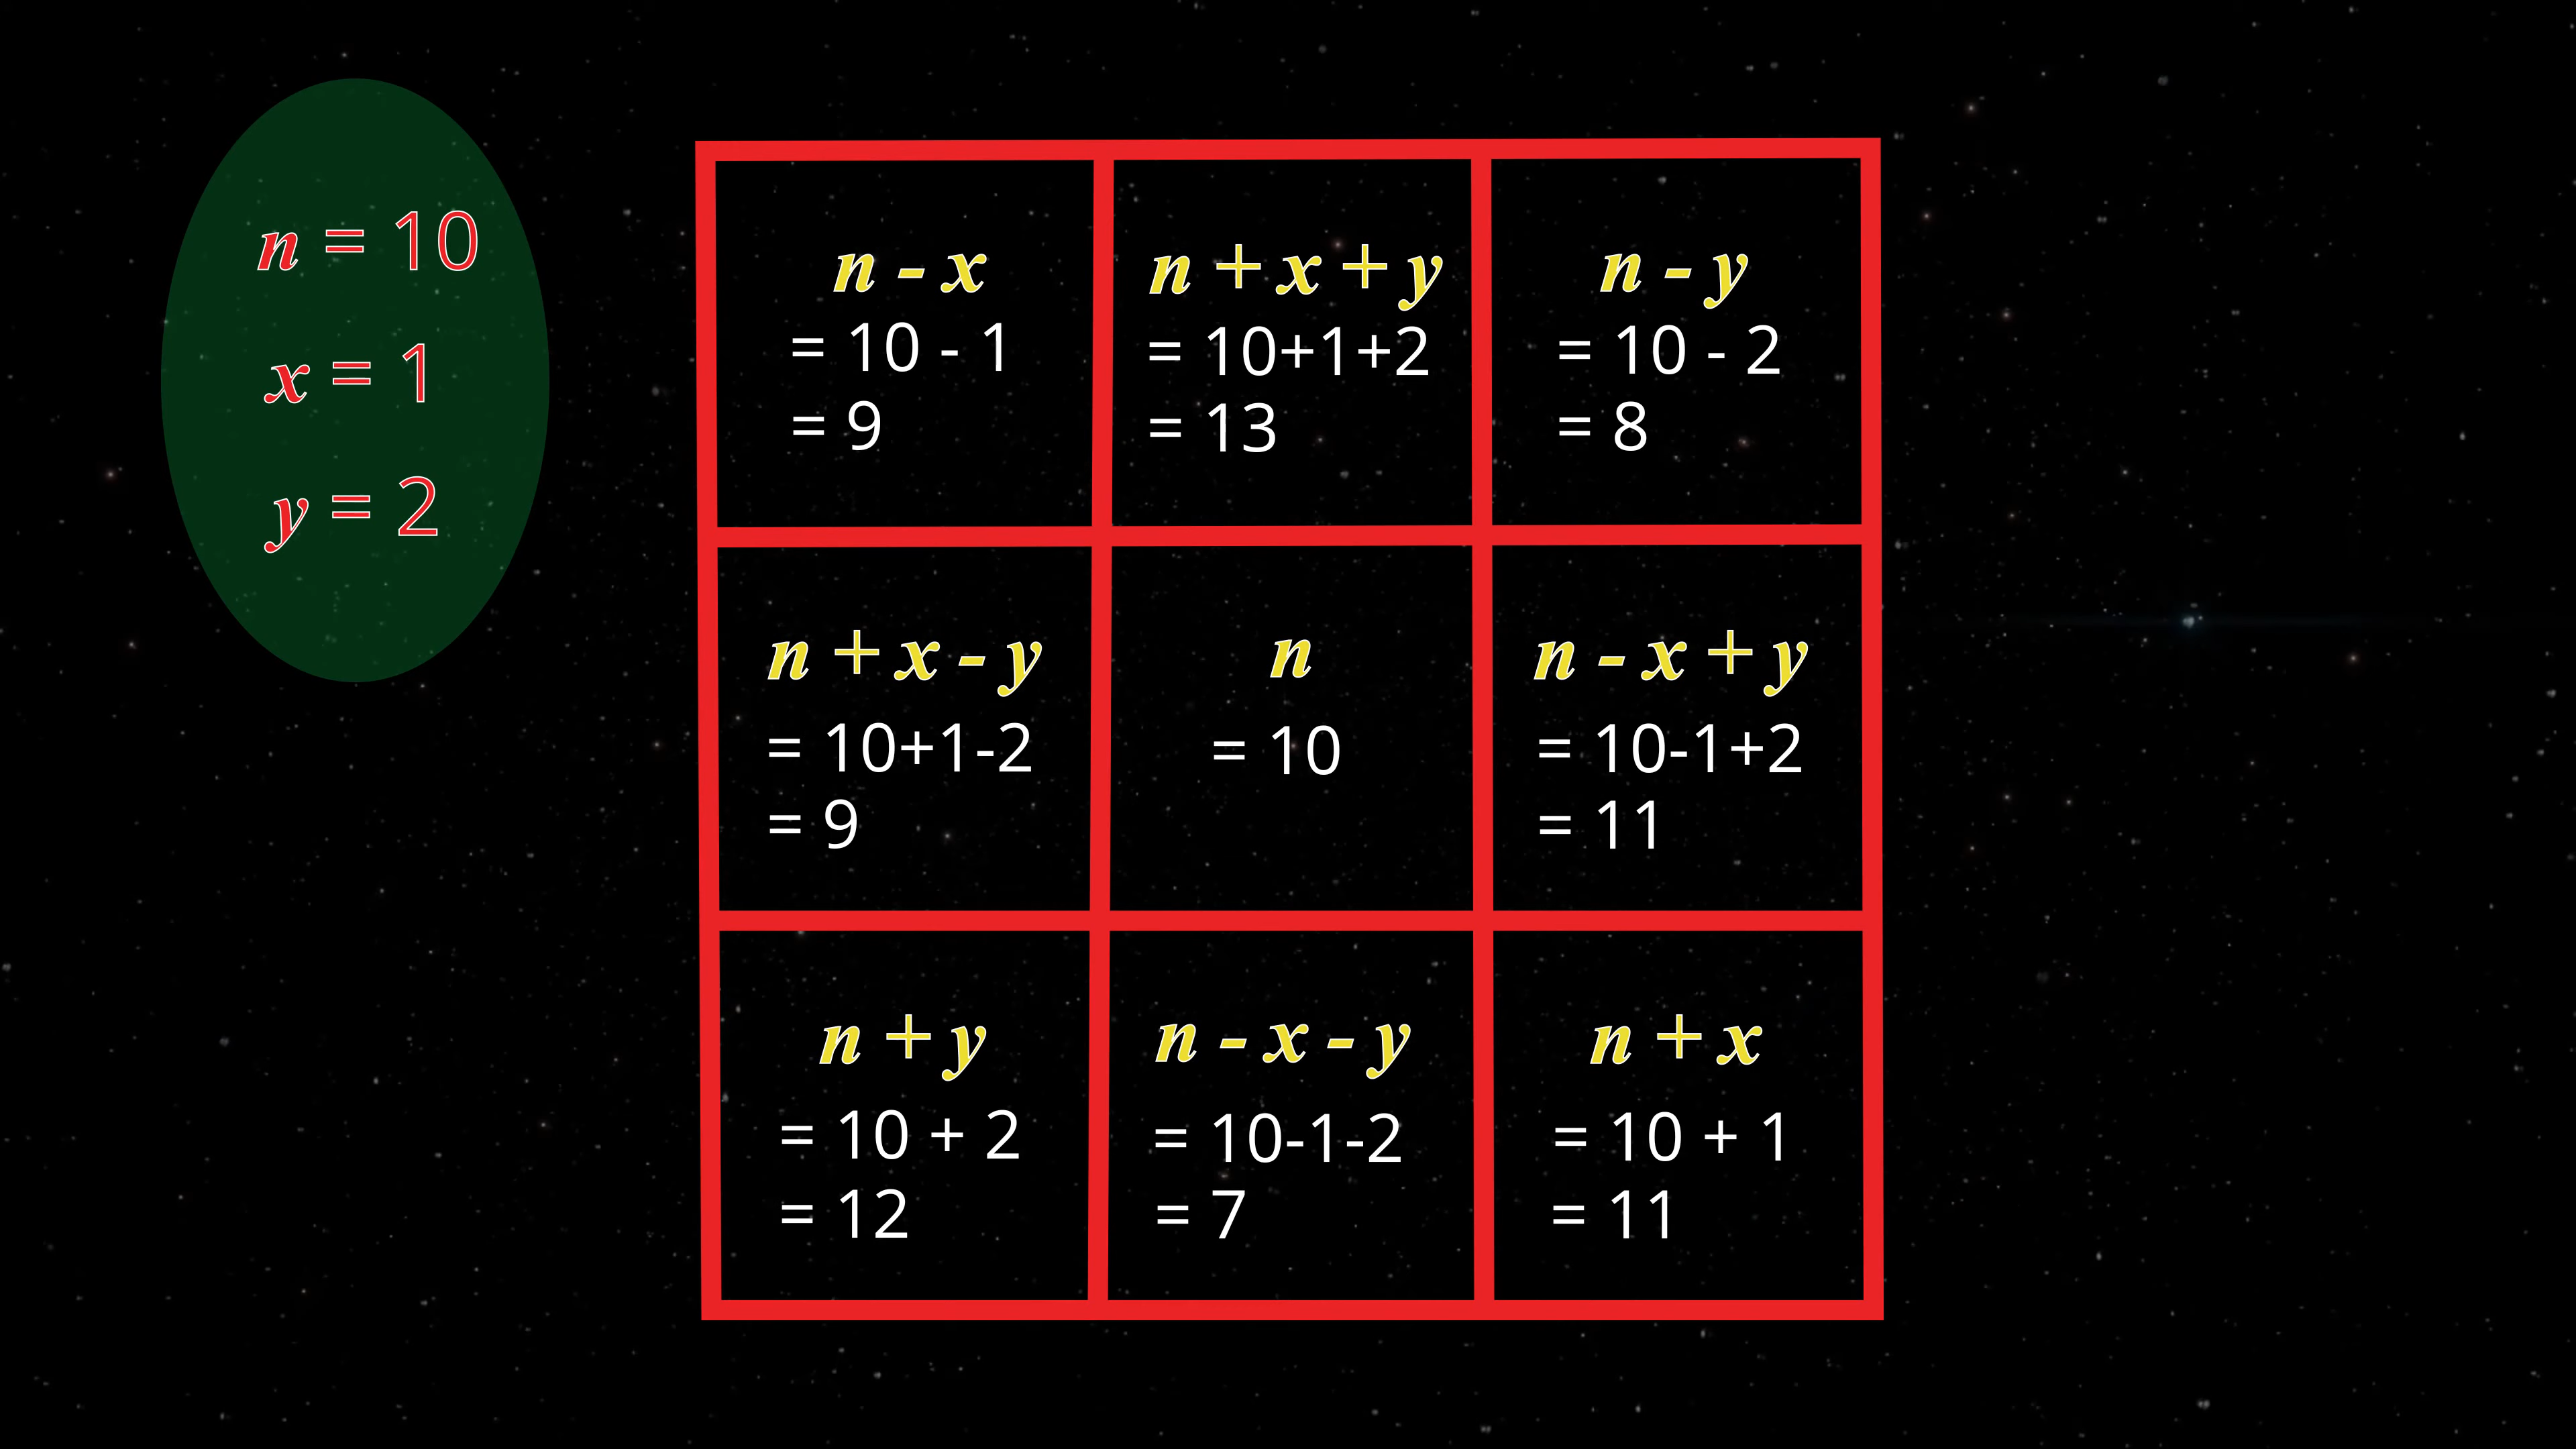 n = 10
x = 1
y = 2
n - x
= 10 - 1
= 9
n + x + y
= 10+1+2
= 13
n - y
= 10 - 2
= 8
n + x - y
= 10+1-2
= 9
n
= 10
n - x + y
= 10-1+2
= 11
n + y
= 10 + 2
= 12
n - x - y
= 10-1-2
= 7
n + x
= 10 + 1
= 11